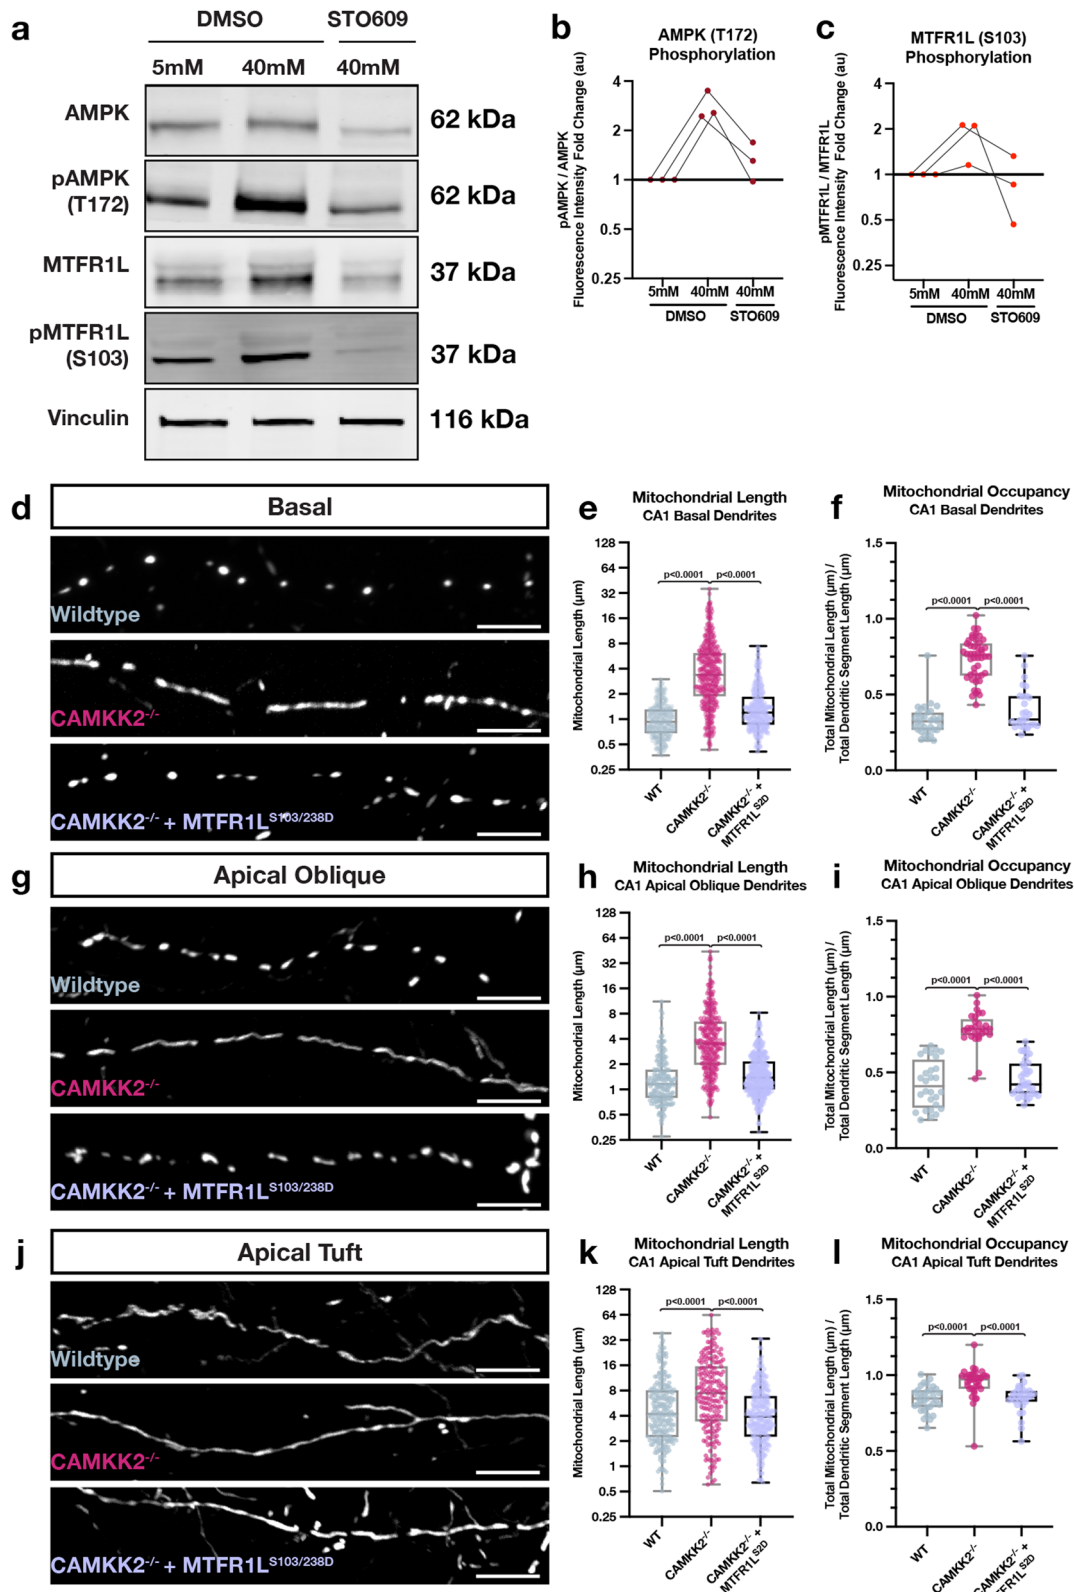 a
DMSO STO609
5mM 40mM 40mM
AMPK 62 kDa
pAMPK
(T172) 62 kDa
MTFR1L 37 kDa
pMTFR1L
(S103) 37 kDa
Vinculin 116 kDa
b
AMPK (T172)
Phosphorylation
pAMPK / AMPK
Fluorescence Intensity Fold Change (au)
4
2
1
0.5
0.25
5mM 40mM 40mM
DMSO STO609
c
MTFR1L (S103)
Phosphorylation
pMTFR1L / MTFR1L
Fluorescence Intensity Fold Change (au)
4
2
1
0.5
0.25
5mM 40mM 40mM
DMSO STO609
d
Basal
Wildtype
CAMKK2-/-
CAMKK2-/- + MTFR1LS103/238D
e
Mitochondrial Length
CA1 Basal Dendrites
Mitochondrial Length (µm)
128
64
32
16
8
4
2
1
0.5
0.25
p<0.0001 p<0.0001
WT
CAMKK2-/-
CAMKK2-/- +
MTFR1LS2D
f
Mitochondrial Occupancy
CA1 Basal Dendrites
Total Mitochondrial Length (µm) /
Total Dendritic Segment Length (µm)
1.5
1.0
0.5
0.0
p<0.0001 p<0.0001
WT
CAMKK2-/-
CAMKK2-/- +
MTFR1LS2D
g
Apical Oblique
Wildtype
CAMKK2-/-
CAMKK2-/- + MTFR1LS103/238D
h
Mitochondrial Length
CA1 Apical Oblique Dendrites
Mitochondrial Length (µm)
128
64
32
16
8
4
2
1
0.5
0.25
p<0.0001 p<0.0001
WT
CAMKK2-/-
CAMKK2-/- +
MTFR1LS2D
i
Mitochondrial Occupancy
CA1 Apical Oblique Dendrites
Total Mitochondrial Length (µm) /
Total Dendritic Segment Length (µm)
1.5
1.0
0.5
0.0
p<0.0001 p<0.0001
WT
CAMKK2-/-
CAMKK2-/- +
MTFR1LS2D
j
Apical Tuft
Wildtype
CAMKK2-/-
CAMKK2-/- + MTFR1LS103/238D
k
Mitochondrial Length
CA1 Apical Tuft Dendrites
Mitochondrial Length (µm)
128
64
32
16
8
4
2
1
0.5
0.25
p<0.0001 p<0.0001
WT
CAMKK2-/-
CAMKK2-/- +
MTFR1LS2D
l
Mitochondrial Occupancy
CA1 Apical Tuft Dendrites
Total Mitochondrial Length (µm) /
Total Dendritic Segment Length (µm)
1.5
1.0
0.5
0.0
p<0.0001 p<0.0001
WT
CAMKK2-/-
CAMKK2-/- +
TFR1LS2D